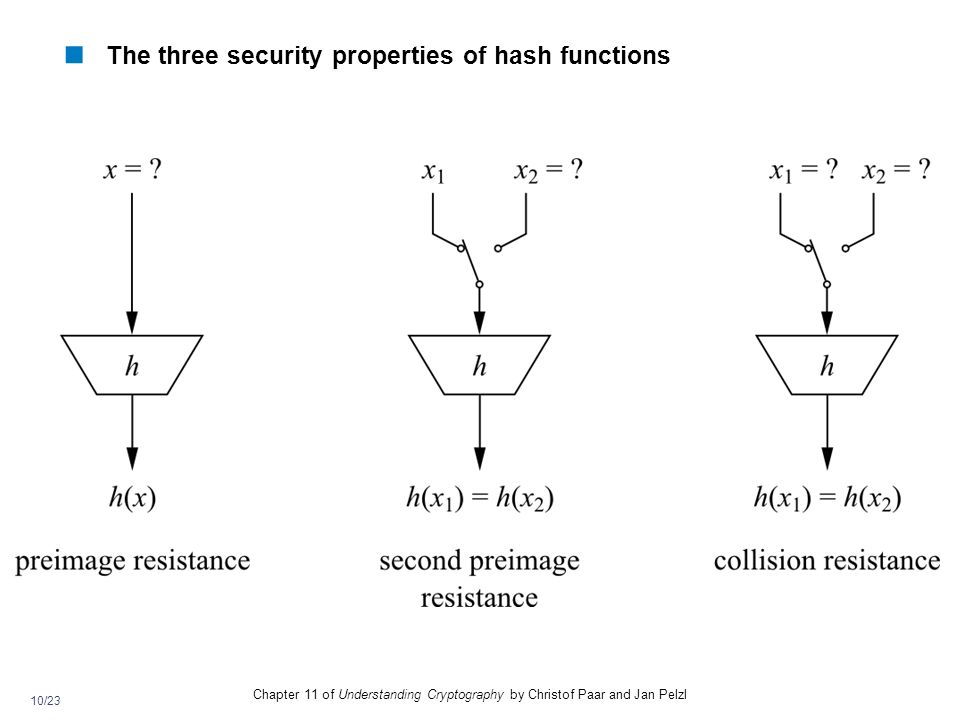 The three security properties of hash functions
x = ?
x₁ x₂ = ?
x₁ = ? x₂ = ?
h
h
h
h(x)
h(x₁) = h(x₂)
h(x₁) = h(x₂)
preimage resistance
second preimage
resistance
collision resistance
10/23
Chapter 11 of Understanding Cryptography by Christof Paar and Jan Pelzl